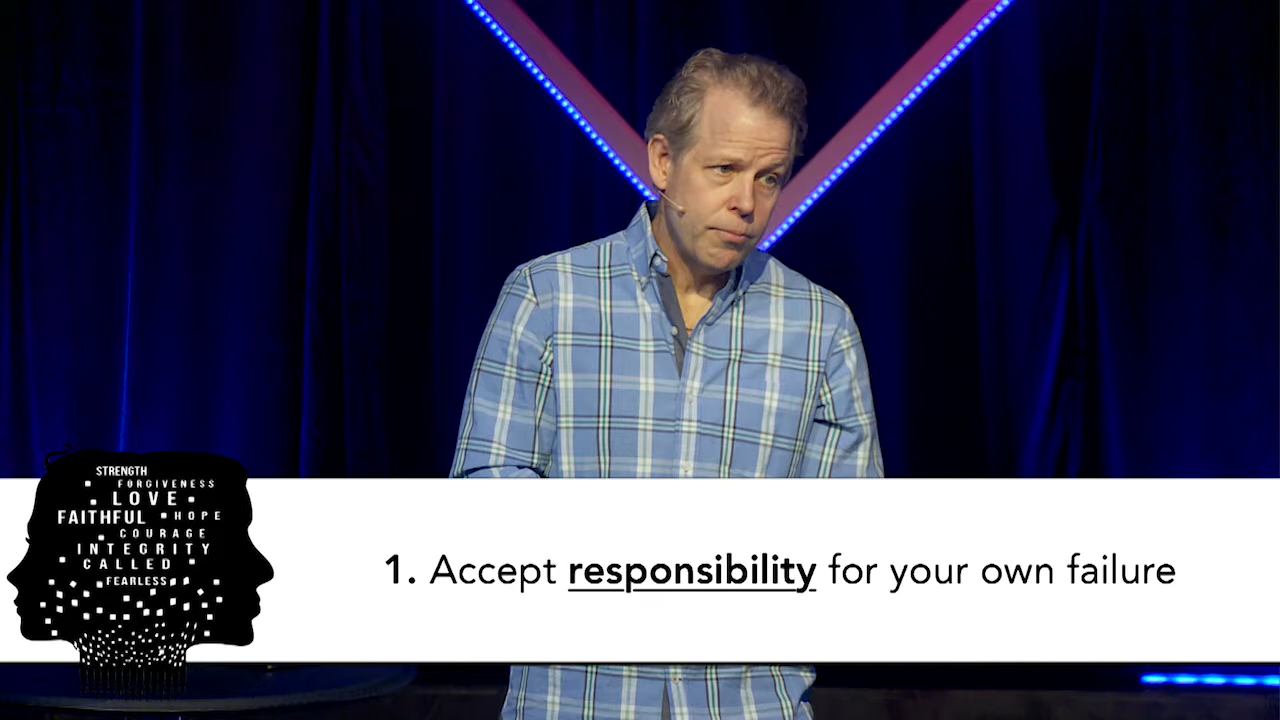 STRENGTH
FORGIVENESS
LOVE
FAITHFUL HOPE
COURAGE
INTEGRITY
CALLED
FEARLESS
1. Accept responsibility for your own failure